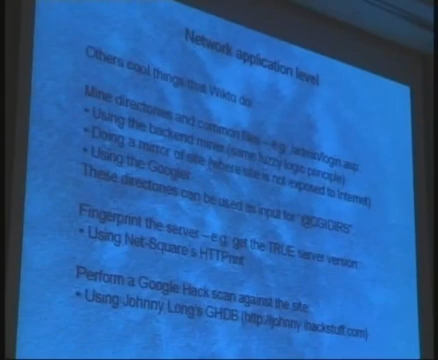 Network application level
Others cool things that Wikto do:
Mine directories and common files – e.g. /admin/login.asp
• Using the backend miner (same fuzzy logic principle)
• Doing a mirror of site (where site is not exposed to Internet)
• Using the Googler
These directories can be used as input for "@CGIDIRS"
Fingerprint the server – e.g. get the TRUE server version:
• Using Net-Square's HTTPrint
Perform a Google Hack scan against the site:
• Using Johnny Long's GHDB (http://johnny.ihackstuff.com)